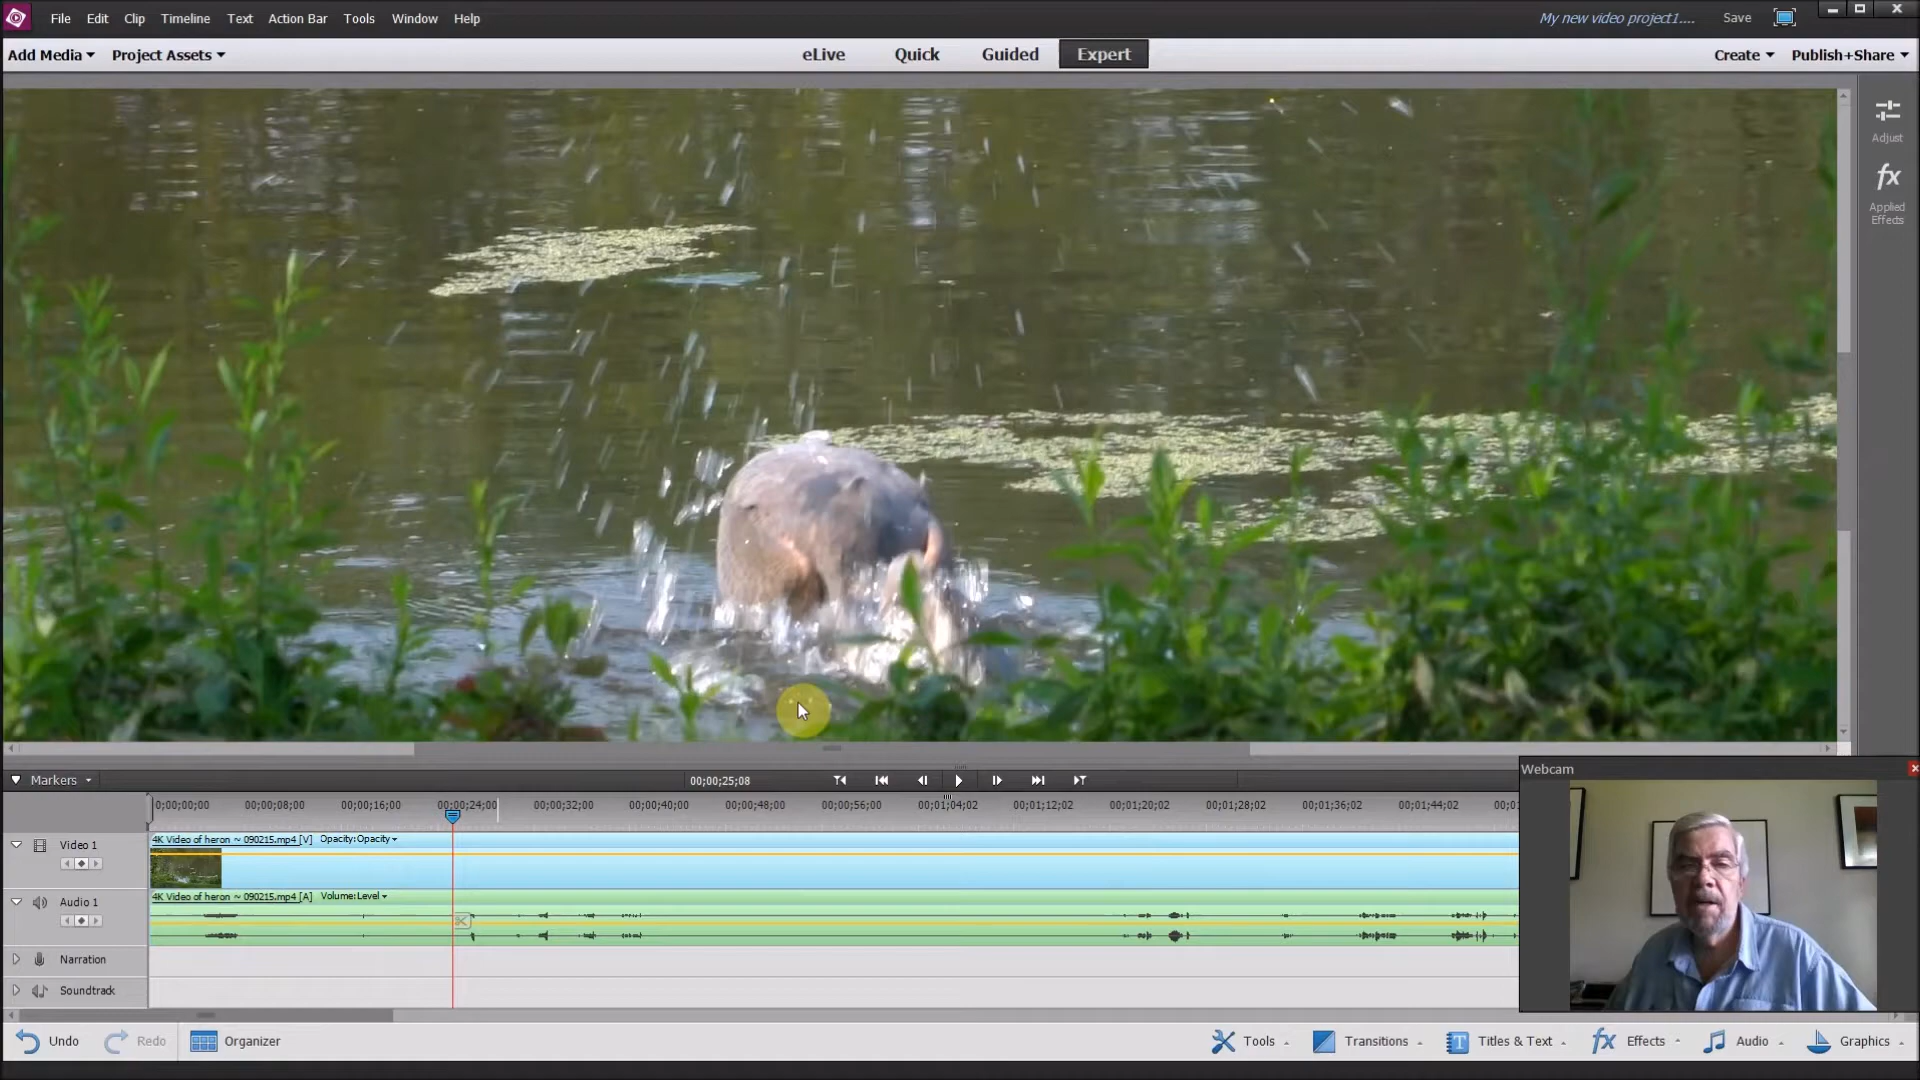 File Edit Clip Timeline Text Action Bar Tools Window Help
My new video project1.... Save
Add Media Project Assets
eLive Quick Guided Expert
Create Publish+Share
Adjust
fx
Applied
Effects
Markers
00;00;25;08
Webcam
0;00;00;00 00;00;08;00 00;00;16;00 00;00;24;00 00;00;32;00 00;00;40;00 00;00;48;00 00;00;56;00 00;01;04;02 00;01;12;02 00;01;20;02 00;01;28;02 00;01;36;02 00;01;44;02 00;0
Video 1
4K Video of heron ~ 090215.mp4 [V] Opacity:Opacity
Audio 1
4K Video of heron ~ 090215.mp4 [A] Volume:Level
Narration
Soundtrack
Undo Redo Organizer
Tools Transitions T Titles & Text fx Effects Audio Graphics